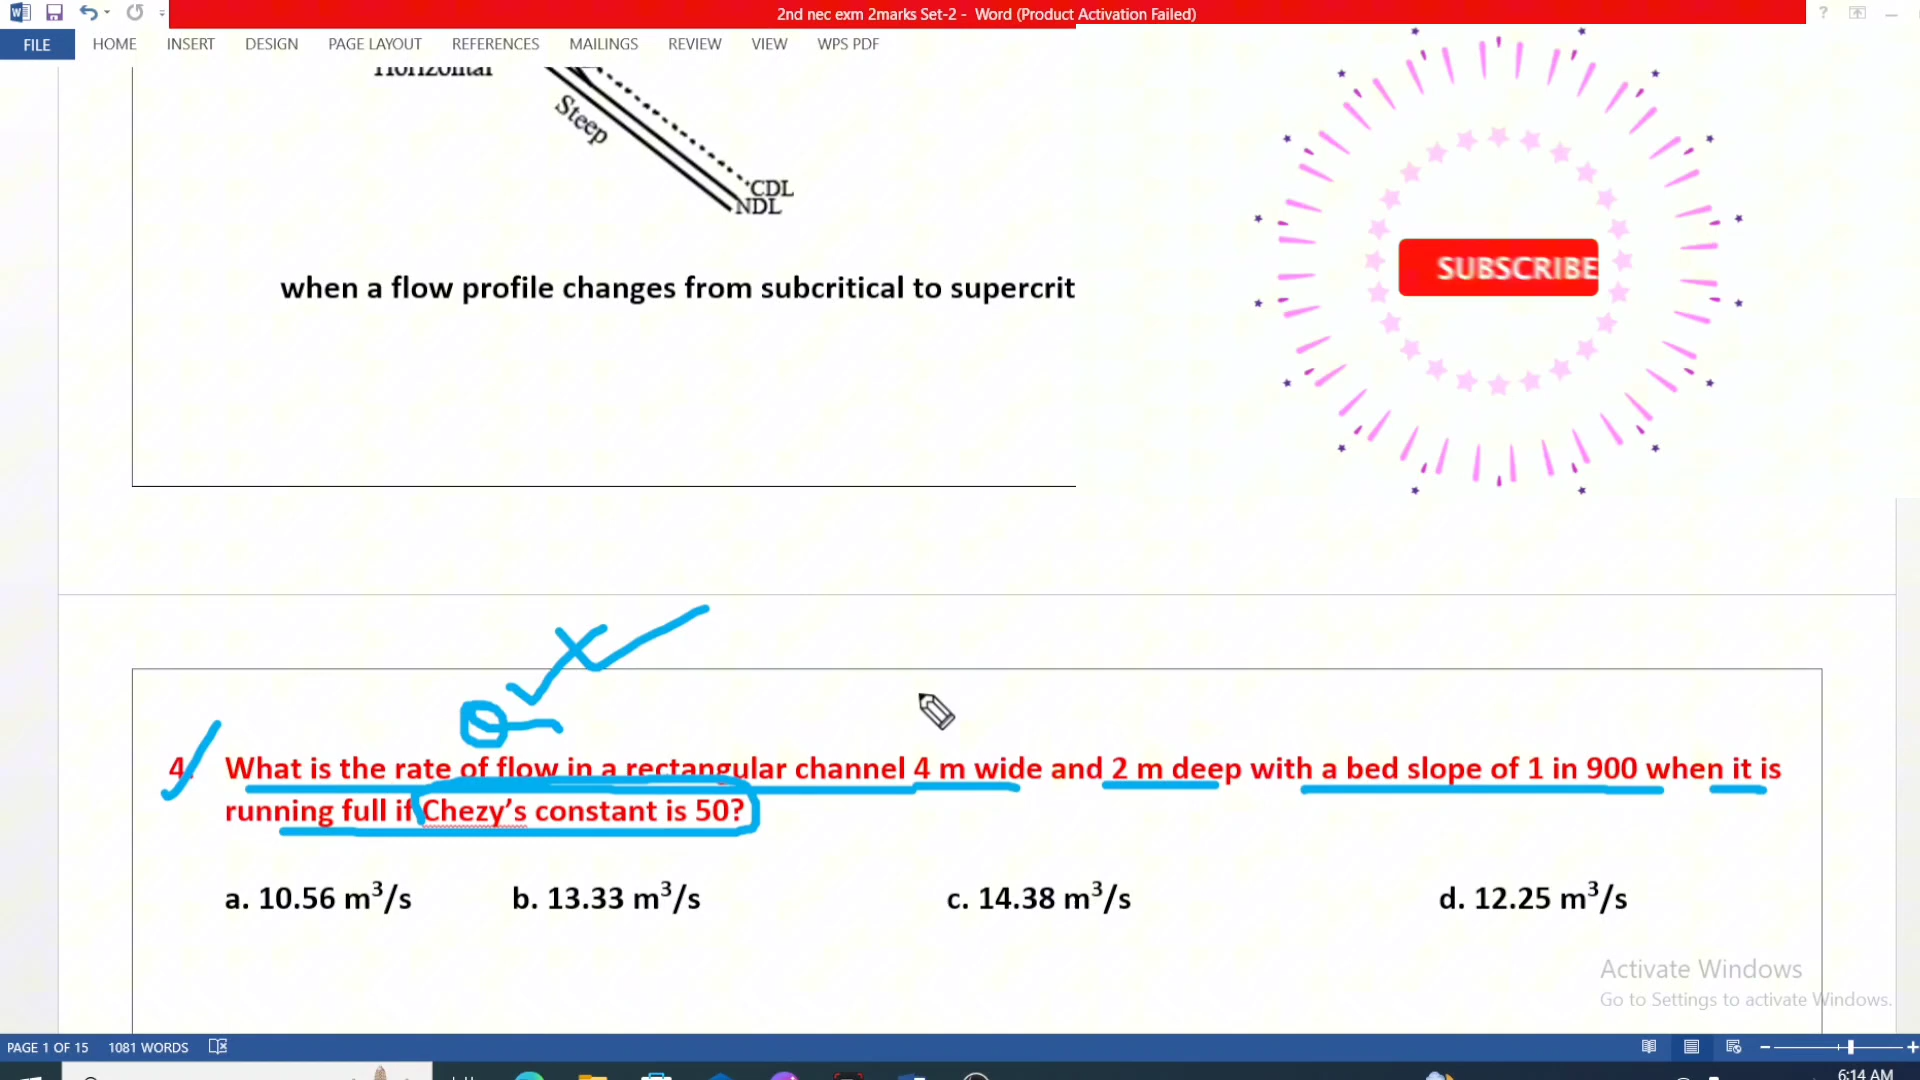 2nd nec exm 2marks Set-2 - Word (Product Activation Failed)
FILE HOME INSERT DESIGN PAGE LAYOUT REFERENCES MAILINGS REVIEW VIEW WPS PDF
Horizontal
Steep
CDL
NDL
SUBSCRIBE
when a flow profile changes from subcritical to supercrit
4. What is the rate of flow in a rectangular channel 4 m wide and 2 m deep with a bed slope of 1 in 900 when it is
running full if Chezy’s constant is 50?
a. 10.56 m³/s b. 13.33 m³/s c. 14.38 m³/s d. 12.25 m³/s
Activate Windows
Go to Settings to activate Windows.
PAGE 1 OF 15 1081 WORDS
6:14 AM